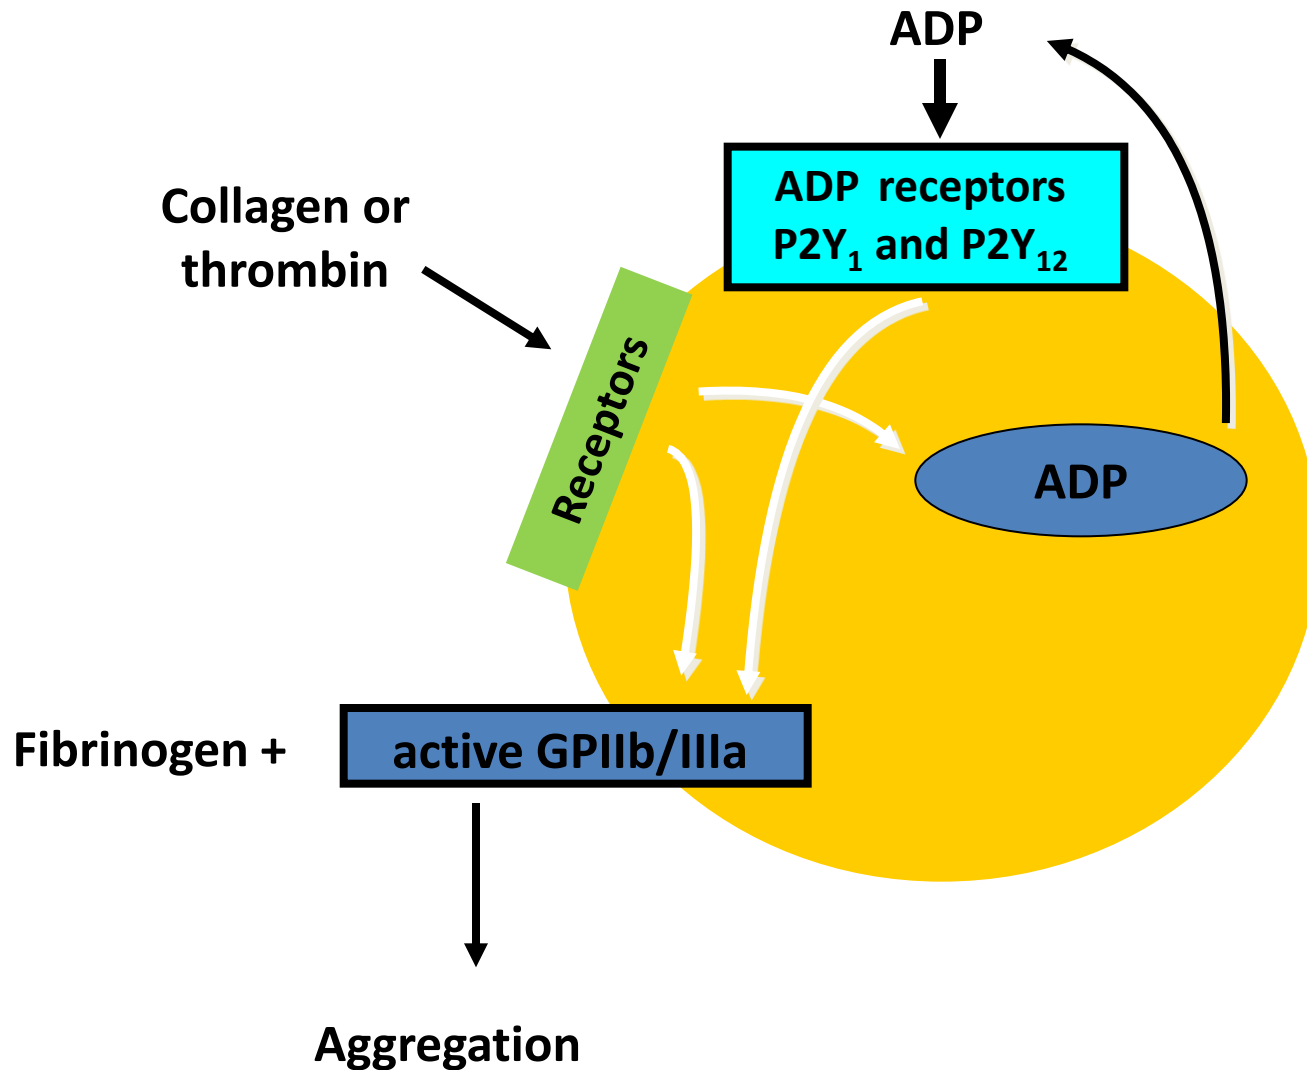 ADP
ADP receptors
P2Y₁ and P2Y₁₂
Collagen or
thrombin
Receptors
ADP
Fibrinogen +
active GPIIb/IIIa
Aggregation